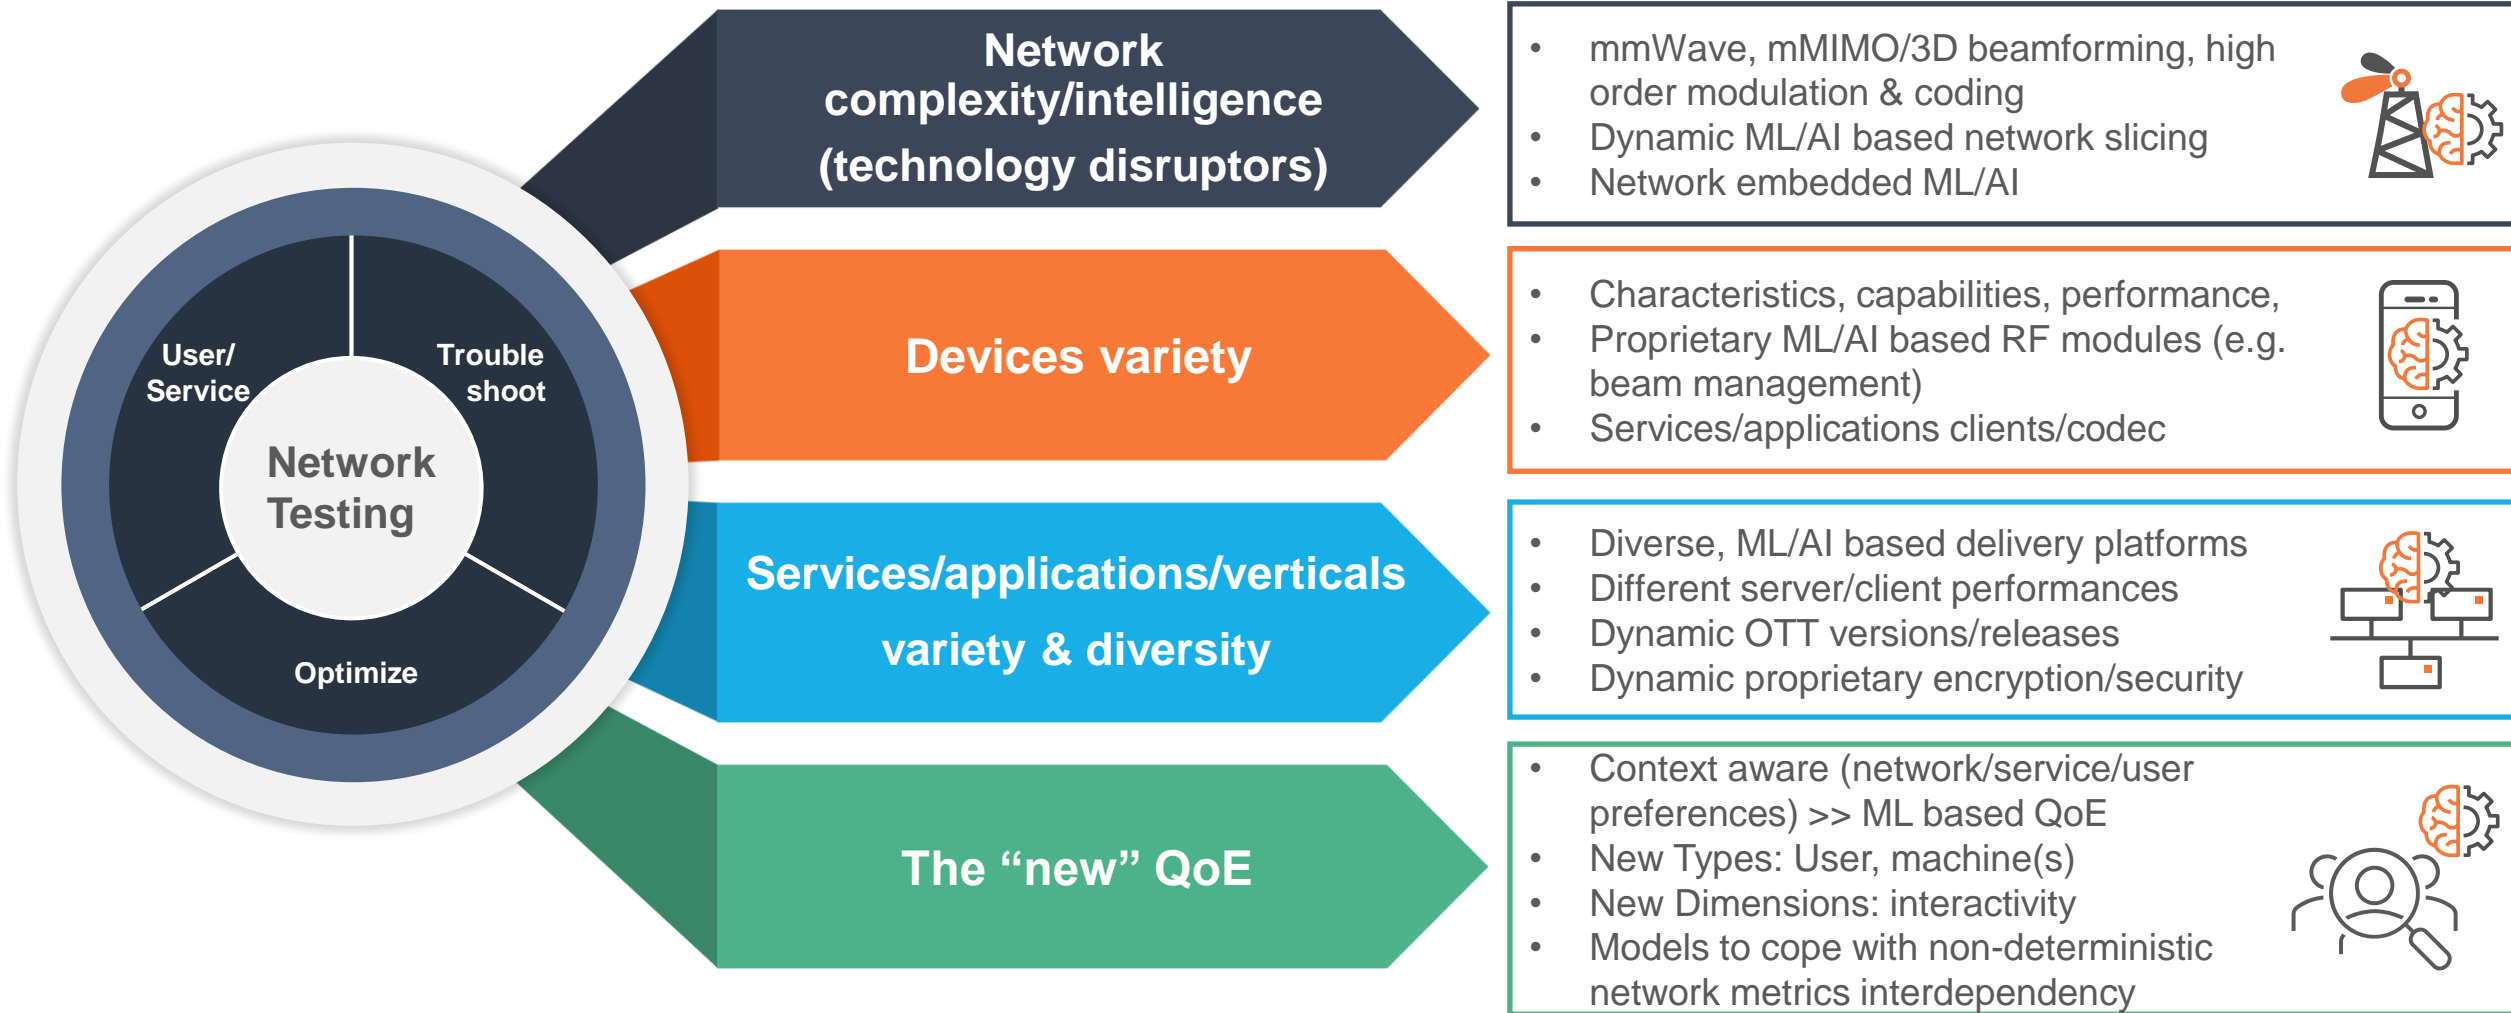 User/
Service
Trouble
shoot
Network
Testing
Optimize
Network
complexity/intelligence
(technology disruptors)
• mmWave, mMIMO/3D beamforming, high
order modulation & coding
• Dynamic ML/AI based network slicing
• Network embedded ML/AI
Devices variety
• Characteristics, capabilities, performance,
• Proprietary ML/AI based RF modules (e.g.
beam management)
• Services/applications clients/codec
Services/applications/verticals
variety & diversity
• Diverse, ML/AI based delivery platforms
• Different server/client performances
• Dynamic OTT versions/releases
• Dynamic proprietary encryption/security
The “new” QoE
• Context aware (network/service/user
preferences) >> ML based QoE
• New Types: User, machine(s)
• New Dimensions: interactivity
• Models to cope with non-deterministic
network metrics interdependency